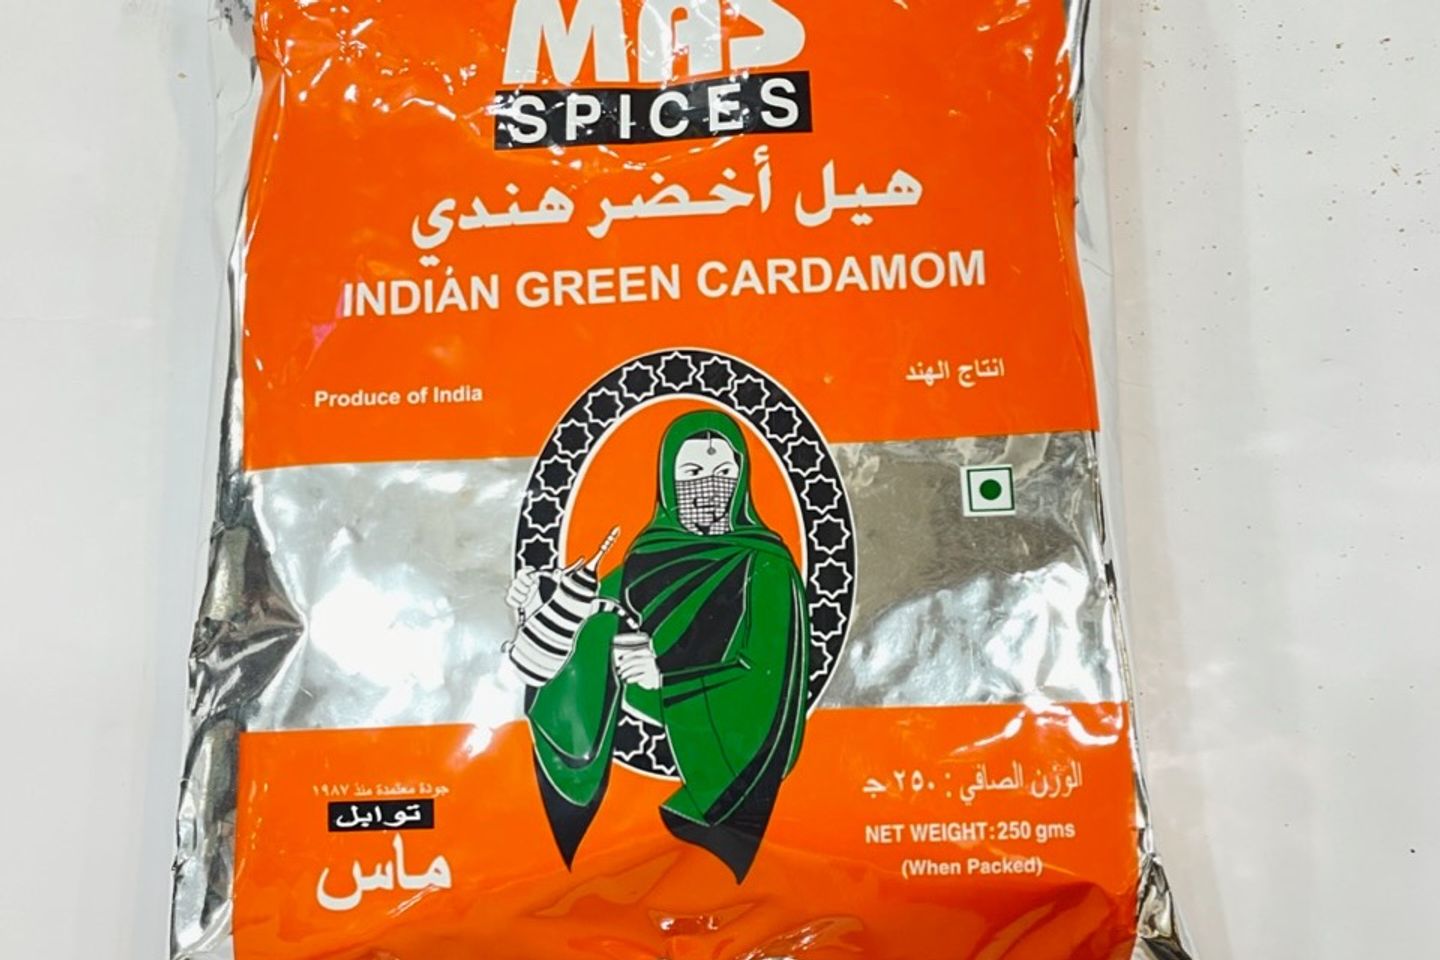 MAS
SPICES
هيل أخضر هندي
INDIAN GREEN CARDAMOM
Produce of India
انتاج الهند
جودة معتمدة منذ ١٩٨٧
توابل
ماس
الوزن الصافي : ٢٥٠ ج
NET WEIGHT: 250 gms
(When Packed)